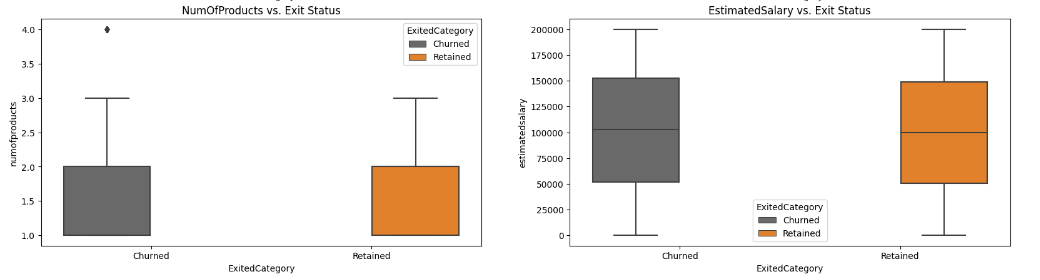 NumOfProducts vs. Exit Status
4.0
3.5
3.0
2.5
2.0
1.5
1.0
numofproducts
ExitedCategory
Churned
Retained
Churned
Retained
ExitedCategory
EstimatedSalary vs. Exit Status
200000
175000
150000
125000
100000
75000
50000
25000
0
estimatedsalary
ExitedCategory
Churned
Retained
Churned
Retained
ExitedCategory